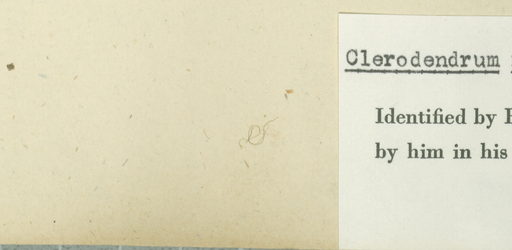 Clerodendrum
Identified by
by him in his